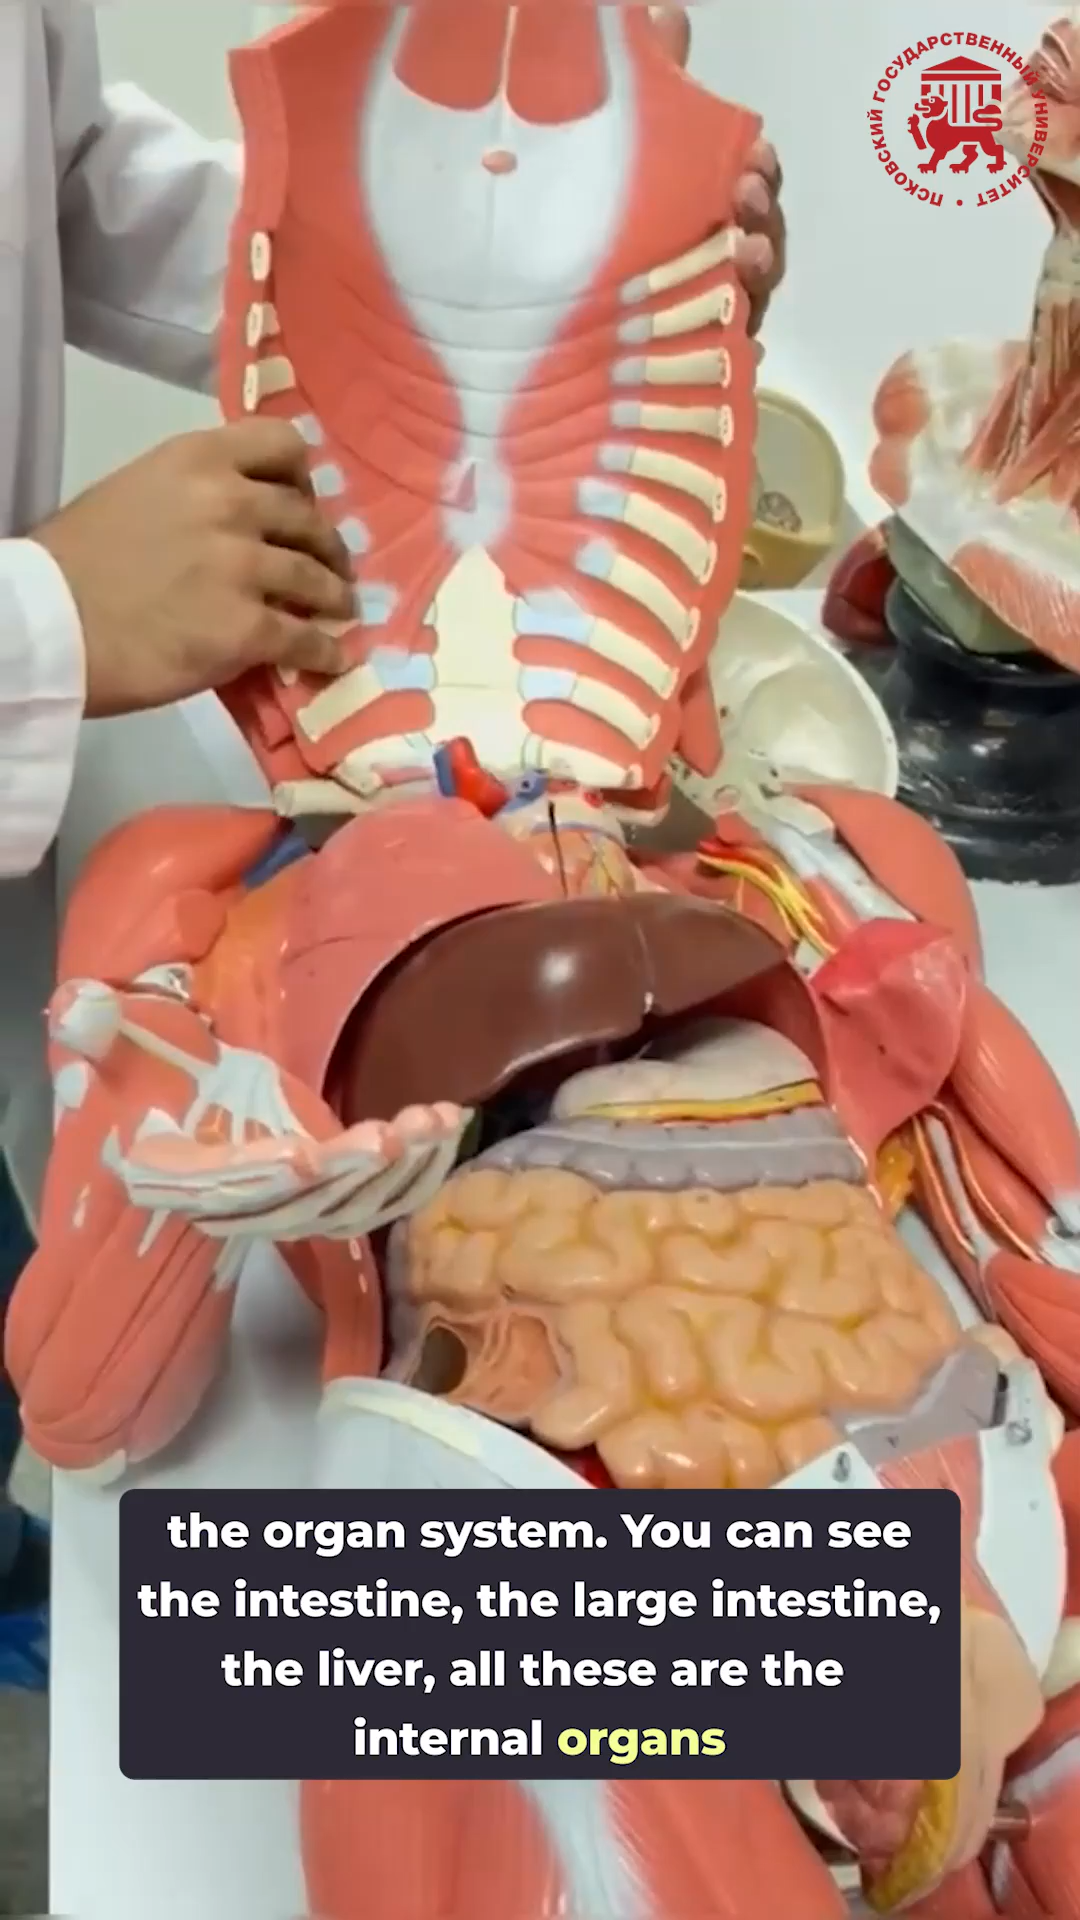 ПСКОВСКИЙ ГОСУДАРСТВЕННЫЙ УНИВЕРСИТЕТ •
the organ system. You can see
the intestine, the large intestine,
the liver, all these are the
internal organs